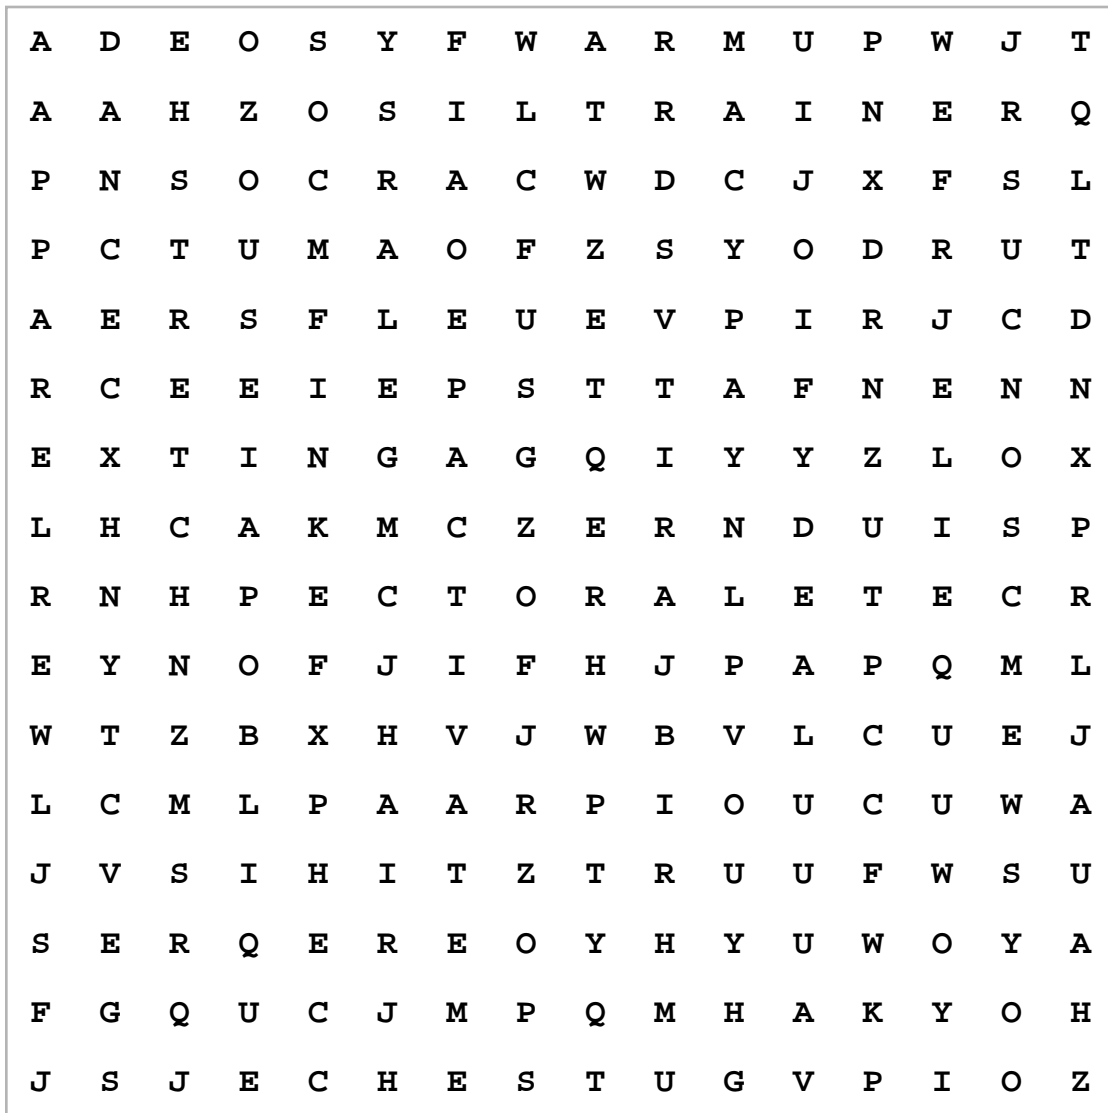 A D E O S Y F W A R M U P W J T
A A H Z O S I L T R A I N E R Q
P N S O C R A C W D C J X F S L
P C T U M A O F Z S Y O D R U T
A E R S F L E U E V P I R J C D
R C E E I E P S T T A F N E N N
E X T I N G A G Q I Y Y Z L O X
L H C A K M C Z E R N D U I S P
R N H P E C T O R A L E T E C R
E Y N O F J I F H J P A P Q M L
W T Z B X H V J W B V L C U E J
L C M L P A A R P I O U C U W A
J V S I H I T Z T R U U F W S U
S E R Q E R E O Y H Y U W O Y A
F G Q U C J M P Q M H A K Y O H
J S J E C H E S T U G V P I O Z